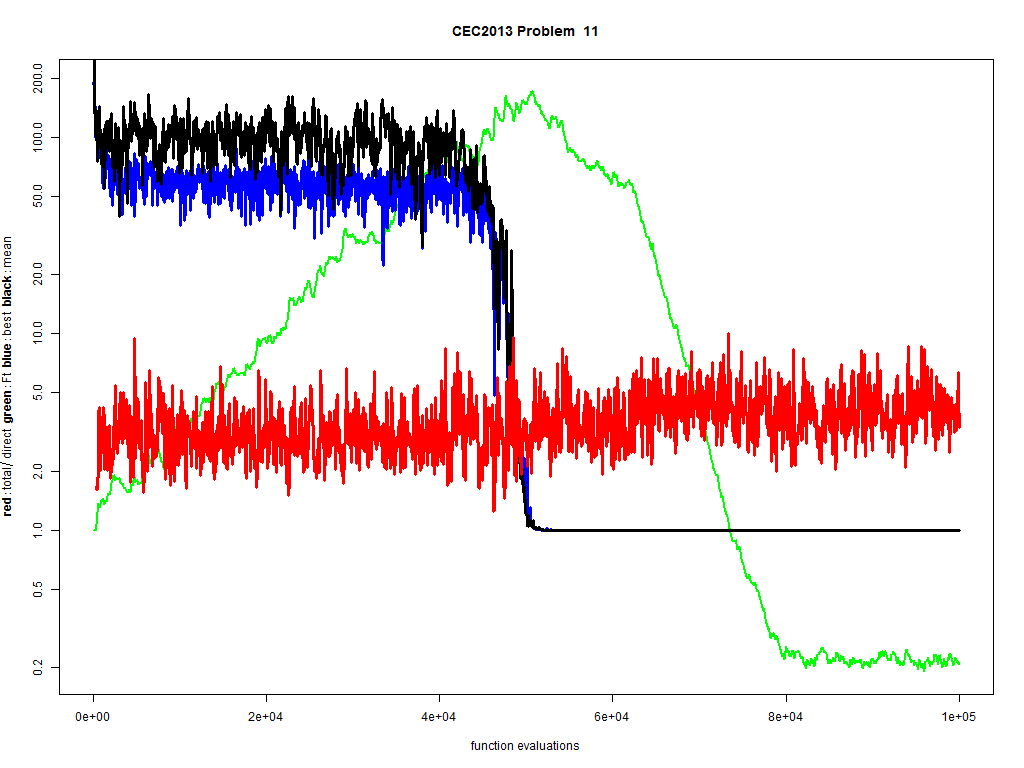 CEC2013 Problem  11
red : total/ direct green : Ft blue : best black : mean
200.0
100.0
50.0
20.0
10.0
5.0
2.0
1.0
0.5
0.2
0e+00 2e+04 4e+04 6e+04 8e+04 1e+05
function evaluations